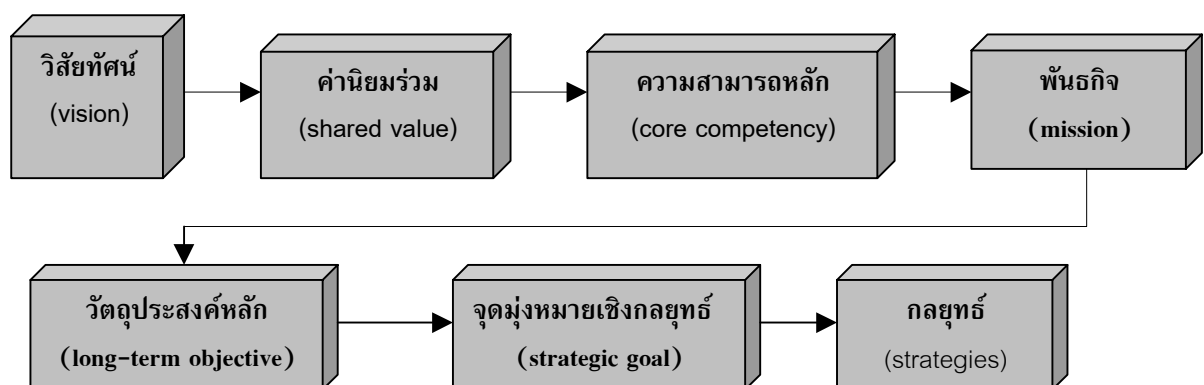 วิสัยทัศน์
(vision)
ค่านิยมร่วม
(shared value)
ความสามารถหลัก
(core competency)
พันธกิจ
(mission)
วัตถุประสงค์หลัก
(long-term objective)
จุดมุ่งหมายเชิงกลยุทธ์
(strategic goal)
กลยุทธ์
(strategies)